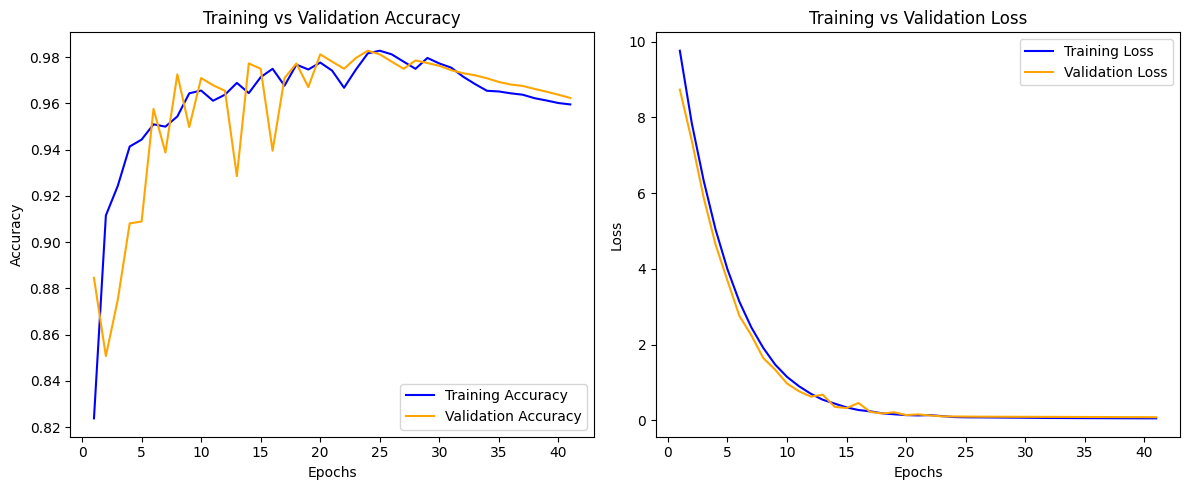 Training vs Validation Accuracy
Accuracy
0.98
0.96
0.94
0.92
0.90
0.88
0.86
0.84
0.82
Training Accuracy
Validation Accuracy
0 5 10 15 20 25 30 35 40
Epochs
Training vs Validation Loss
Loss
10
8
6
4
2
0
Training Loss
Validation Loss
0 5 10 15 20 25 30 35 40
Epochs